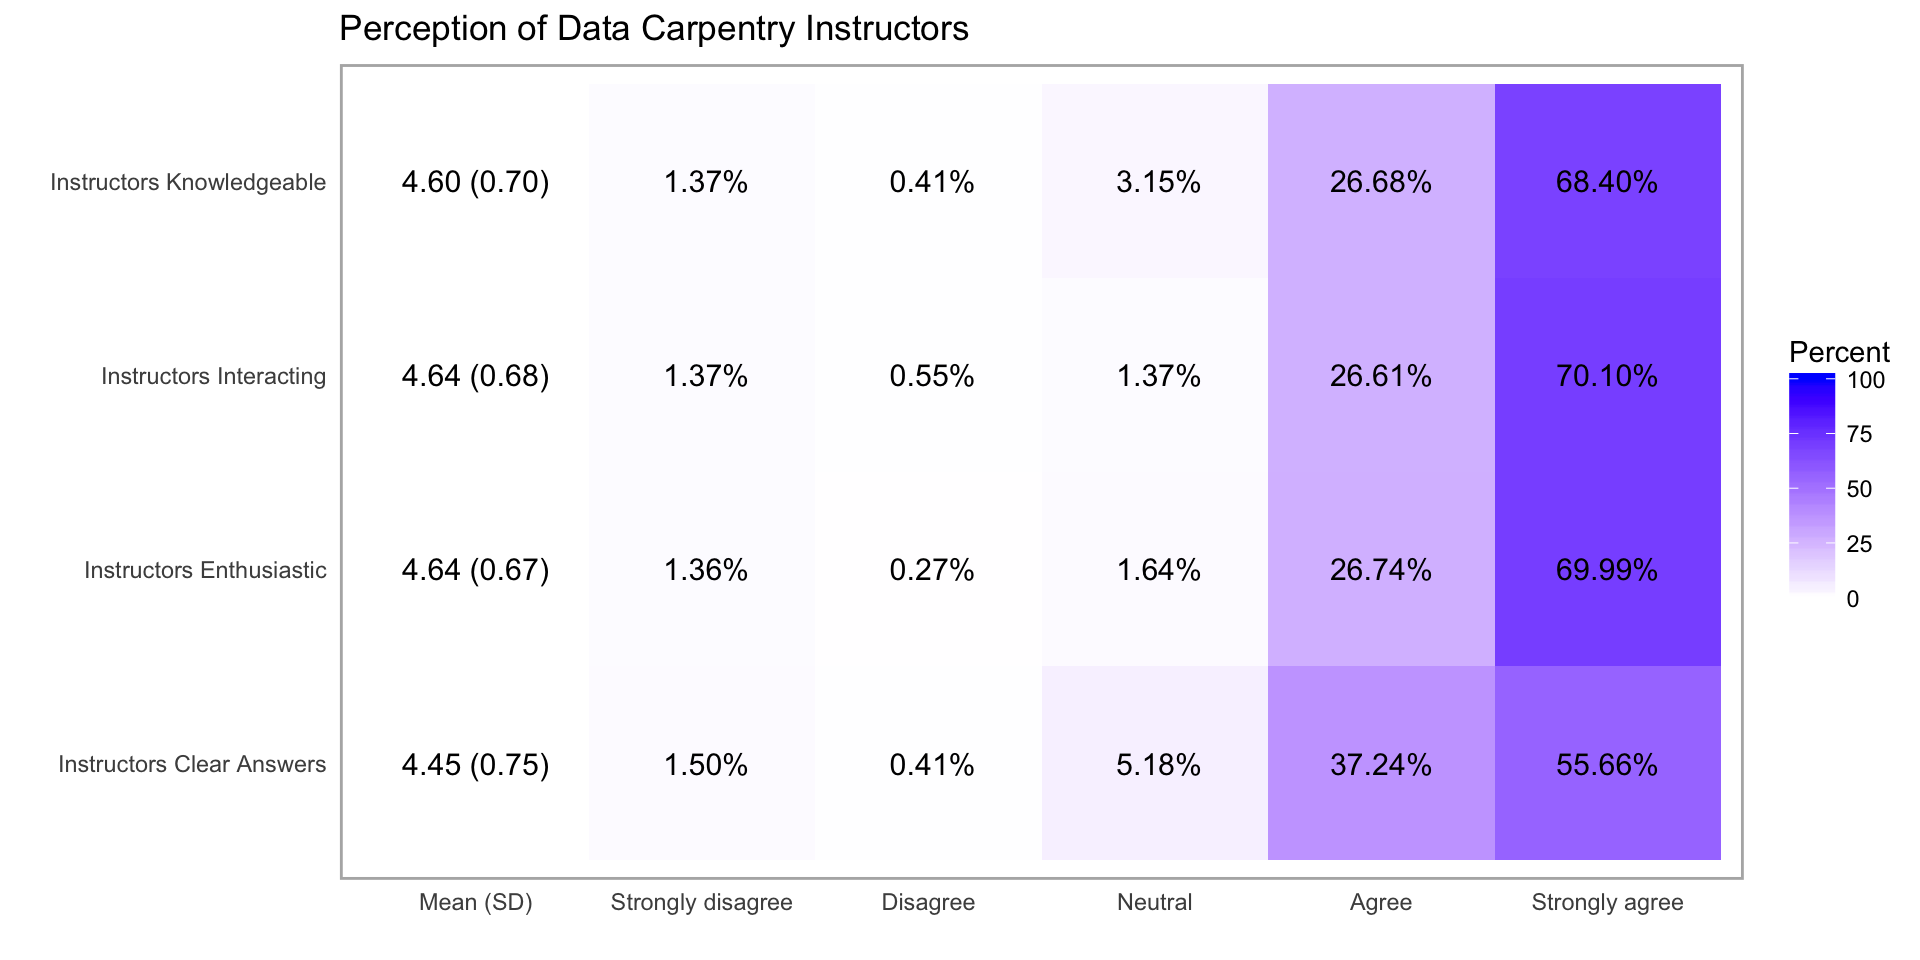 Perception of Data Carpentry Instructors
Instructors Knowledgeable 4.60 (0.70) 1.37% 0.41% 3.15% 26.68% 68.40%
Instructors Interacting 4.64 (0.68) 1.37% 0.55% 1.37% 26.61% 70.10%
Instructors Enthusiastic 4.64 (0.67) 1.36% 0.27% 1.64% 26.74% 69.99%
Instructors Clear Answers 4.45 (0.75) 1.50% 0.41% 5.18% 37.24% 55.66%
Mean (SD) Strongly disagree Disagree Neutral Agree Strongly agree
Percent
100
75
50
25
0